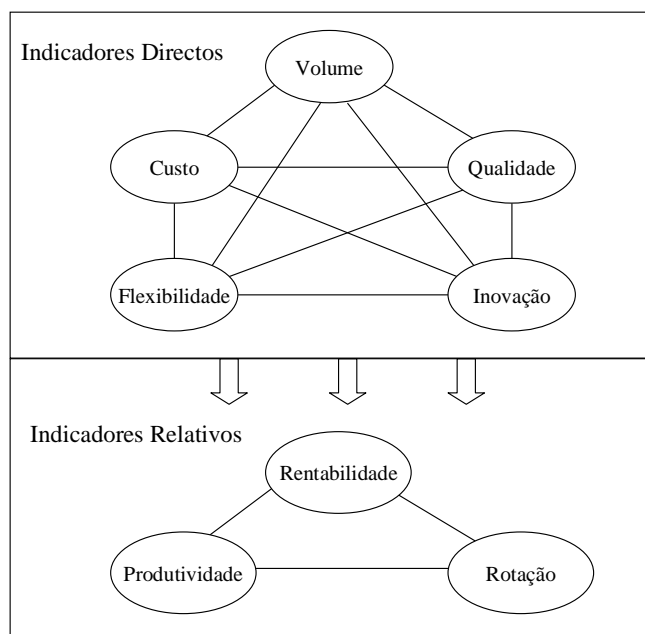 Indicadores Directos
Volume
Custo
Qualidade
Flexibilidade
Inovação
Indicadores Relativos
Rentabilidade
Produtividade
Rotação